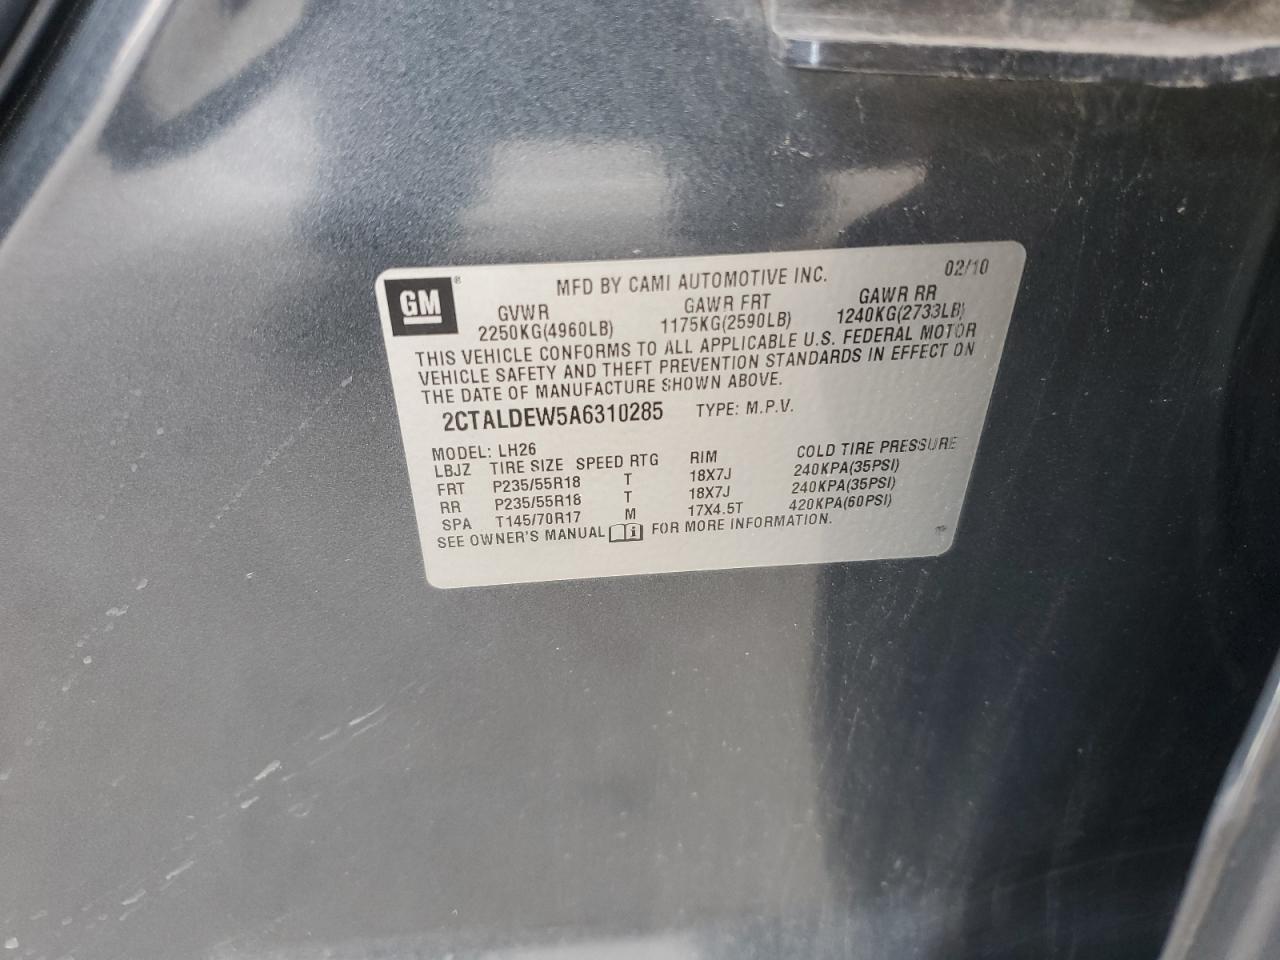 GM ®
MFD BY CAMI AUTOMOTIVE INC. 02/10
GVWR GAWR FRT GAWR RR
2250KG(4960LB) 1175KG(2590LB) 1240KG(2733LB)
THIS VEHICLE CONFORMS TO ALL APPLICABLE U.S. FEDERAL MOTOR
VEHICLE SAFETY AND THEFT PREVENTION STANDARDS IN EFFECT ON
THE DATE OF MANUFACTURE SHOWN ABOVE.
2CTALDEW5A6310285 TYPE: M.P.V.
MODEL: LH26
LBJZ TIRE SIZE SPEED RTG RIM COLD TIRE PRESSURE
FRT P235/55R18 T 18X7J 240KPA(35PSI)
RR P235/55R18 T 18X7J 240KPA(35PSI)
SPA T145/70R17 M 17X4.5T 420KPA(60PSI)
SEE OWNER'S MANUAL FOR MORE INFORMATION.